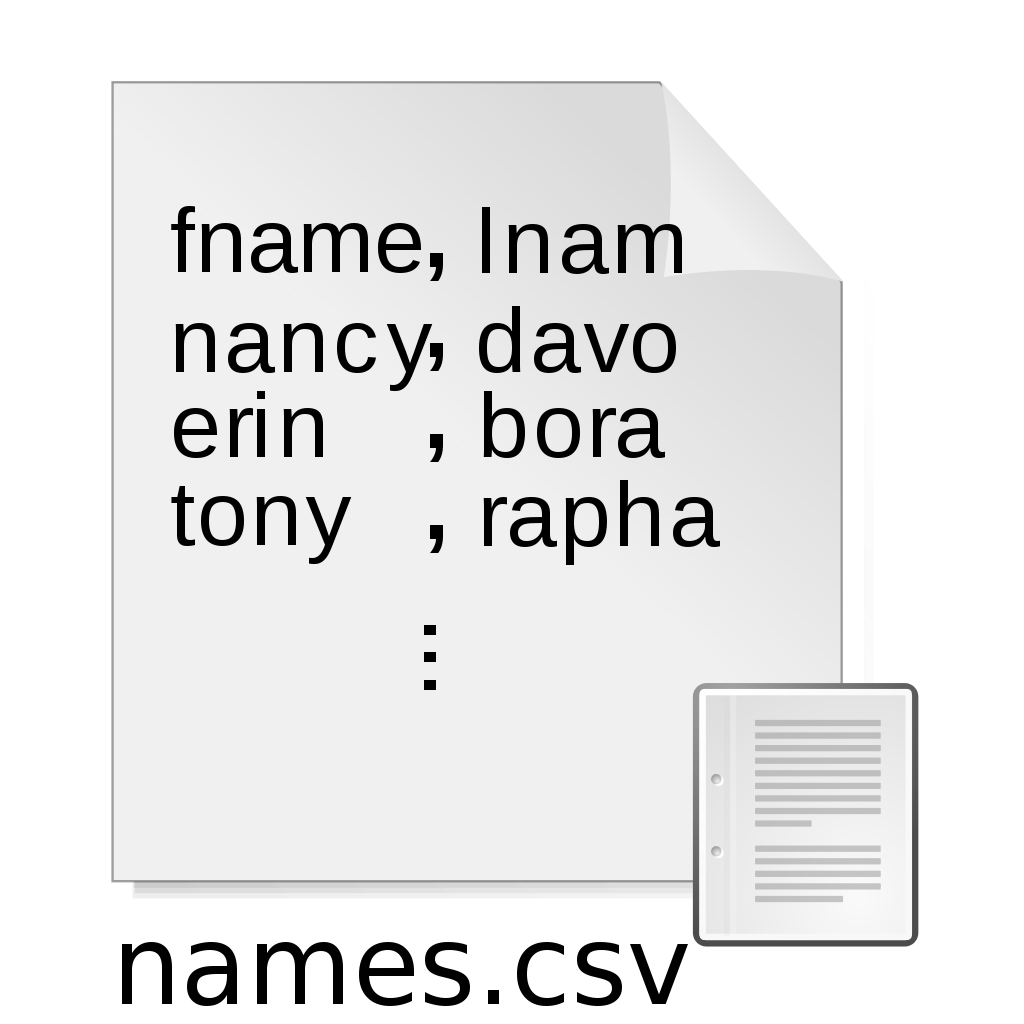 fname, lnam
nancy, davo
erin , bora
tony , rapha
⋮
names.csv